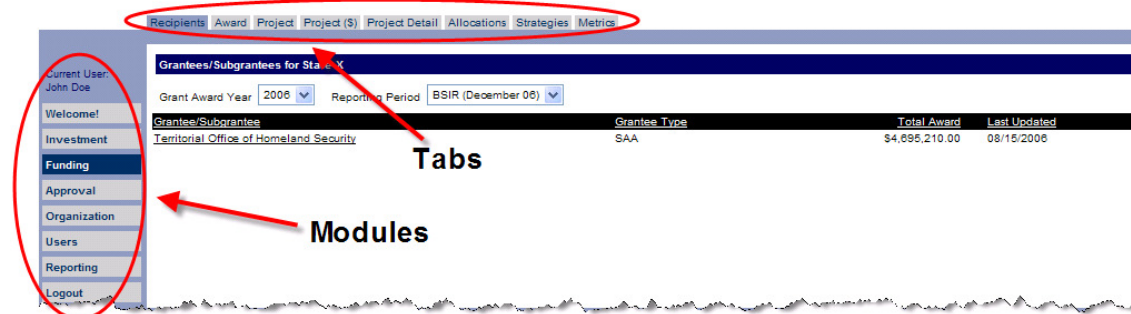 Recipients Award Project Project ($) Project Detail Allocations Strategies Metrics
Current User:
John Doe
Grantees/Subgrantees for State X
Grant Award Year 2006 Reporting Period BSIR (December 06)
Grantee/Subgrantee Grantee Type Total Award Last Updated
Territorial Office of Homeland Security SAA $4,695,210.00 08/15/2006
Welcome!
Investment
Funding
Approval
Organization
Users
Reporting
Logout
Tabs
Modules